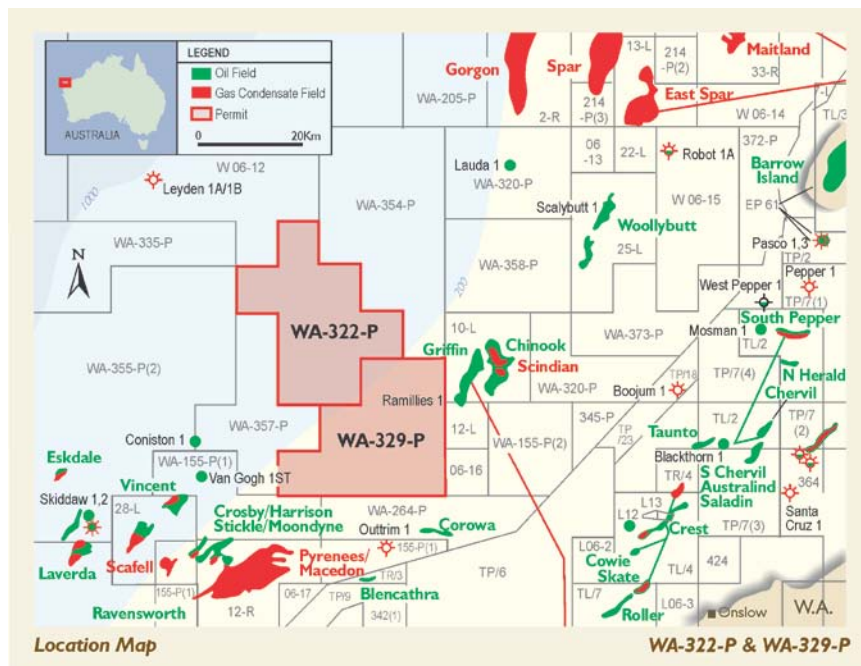 LEGEND
Oil Field
Gas Condensate Field
Permit
0 20Km
AUSTRALIA
Gorgon
Spar
13-L
214
-P(2)
Maitland
33-R
WA-205-P
2-R
214
-P(3)
East Spar
W 06-14
-L
TL/3
W 06-12
Leyden 1A/1B
1000
Lauda 1
WA-320-P
06
-13
22-L
Robot 1A
372-P
Barrow
Island
WA-354-P
Scalybutt 1
Woollybutt
W 06-15
EP 61
WA-335-P
25-L
Pasco 1,3
TP/2
N
WA-358-P
200
Pepper 1
West Pepper 1
TP/7(1)
WA-322-P
10-L
Chinook
WA-373-P
Mosman 1
South Pepper
TL/2
Griffin
Scindian
WA-355-P(2)
TP/18
TP/7(4)
N Herald
Ramillies 1
WA-320-P
Boojum 1
Chervil
WA-357-P
WA-329-P
12-L
WA-155-P(2)
345-P
TP
/23
TL/2
TP/7
(2)
Coniston 1
Taunto
Blackthorn 1
Eskdale
WA-155-P(1)
Van Gogh 1ST
06-16
TR/4
S Chervil
Australind
Saladin
364
Vincent
Skiddaw 1,2
28-L
Crosby/Harrison
Stickle/Moondyne
WA-264-P
Outtrim 1
Corowa
L12
L13
Crest
TP/7(3)
Santa
Cruz 1
Laverda
Scafell
Pyrenees/
Macedon
155-P(1)
L06-2
Cowie
Skate
TL/4
424
155-P(1)
12-R
06-17
TP/9
TR/3
342(1)
Blencathra
TP/6
TL/7
Roller
L06-3
Onslow
W.A.
Ravensworth
Location Map
WA-322-P & WA-329-P